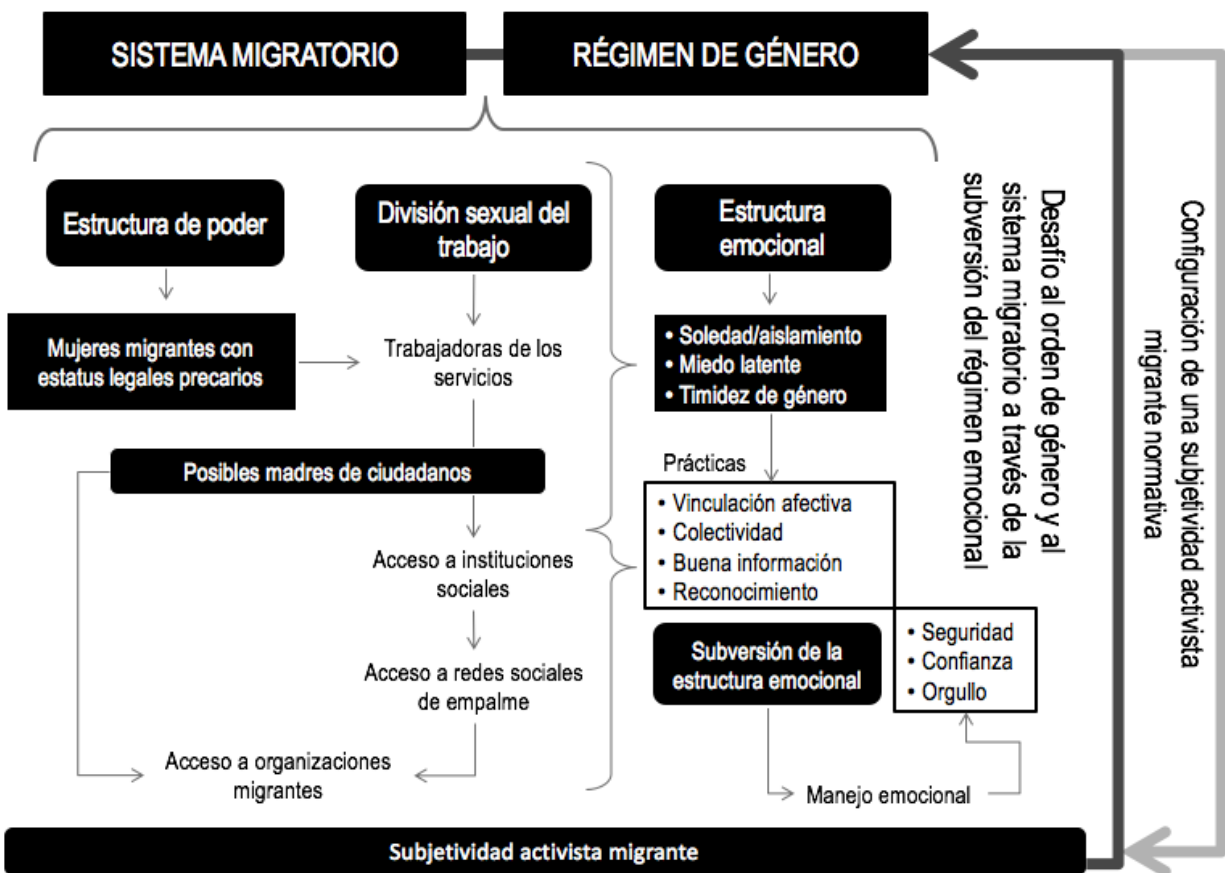 SISTEMA MIGRATORIO
RÉGIMEN DE GÉNERO
Estructura de poder
División sexual del
trabajo
Estructura
emocional
Mujeres migrantes con
estatus legales precarios
Trabajadoras de los
servicios
• Soledad/aislamiento
• Miedo latente
• Timidez de género
Posibles madres de ciudadanos
Prácticas
• Vinculación afectiva
• Colectividad
• Buena información
• Reconocimiento
Acceso a instituciones
sociales
Acceso a redes sociales
de empalme
Acceso a organizaciones
migrantes
Subversión de la
estructura emocional
• Seguridad
• Confianza
• Orgullo
Manejo emocional
Desafío al orden de género y al
sistema migratorio a través de la
subversión del régimen emocional
Configuración de una subjetividad activista
migrante normativa
Subjetividad activista migrante